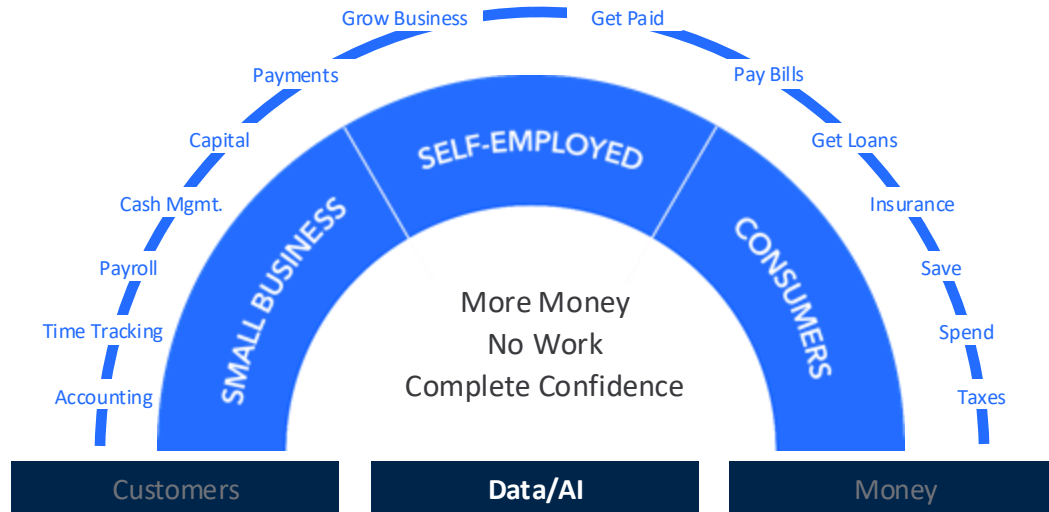 Grow Business
Get Paid
Payments
Pay Bills
Capital
Get Loans
SELF-EMPLOYED
Cash Mgmt.
Insurance
SMALL BUSINESS
CONSUMERS
Payroll
Save
More Money
No Work
Complete Confidence
Time Tracking
Spend
Accounting
Taxes
Customers
Data/AI
Money